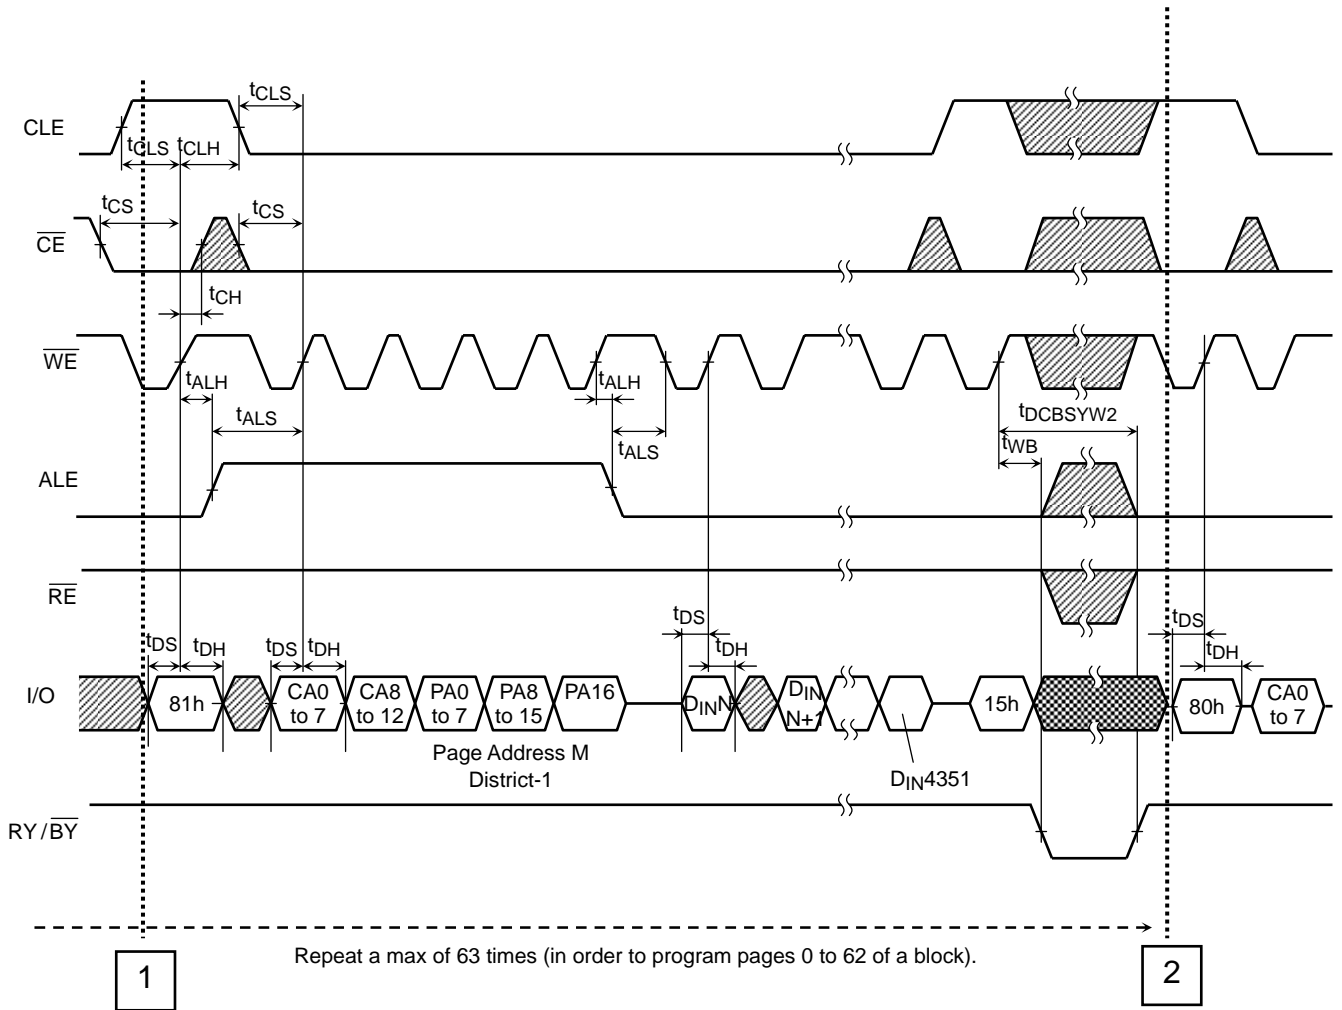 tCLS
CLE
tCLS tCLH
tCS tCS
CE
tCH
WE
tALH tALH
tALS tALS
tDCBSYW2
tWB
ALE
RE
tDS tDH tDS tDH tDS tDH tDS tDH
I/O
81h
CA0 to 7
CA8 to 12
PA0 to 7
PA8 to 15
PA16
DINN
DIN N+1
15h
80h
CA0 to 7
Page Address M
District-1
DIN4351
RY/BY
Repeat a max of 63 times (in order to program pages 0 to 62 of a block).
1
2